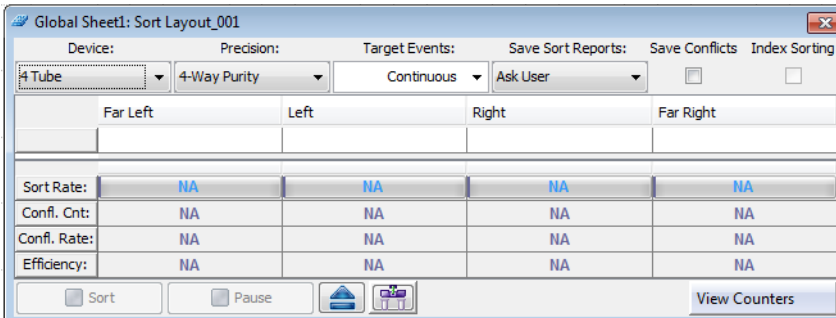 Global Sheet1: Sort Layout_001
Device: Precision: Target Events: Save Sort Reports: Save Conflicts Index Sorting
4 Tube 4-Way Purity Continuous Ask User
Far Left Left Right Far Right
Sort Rate: NA NA NA NA
Confl. Cnt: NA NA NA NA
Confl. Rate: NA NA NA NA
Efficiency: NA NA NA NA
Sort Pause View Counters